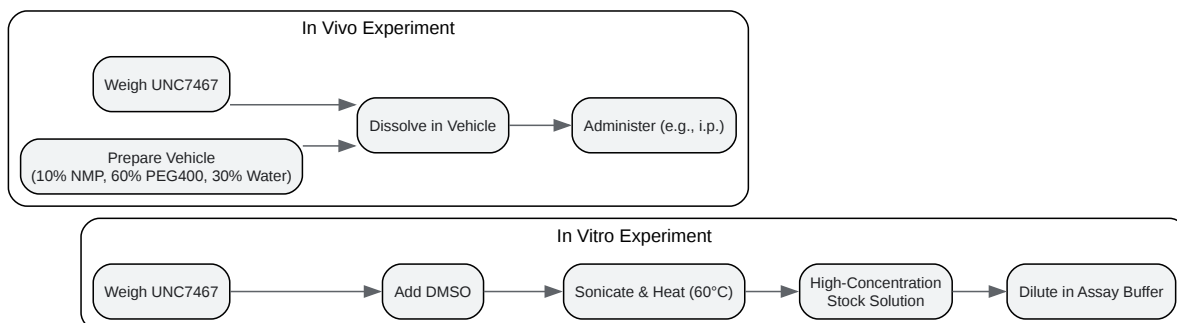 In Vivo Experiment
Weigh UNC7467
Dissolve in Vehicle
Administer (e.g., i.p.)
Prepare Vehicle
(10% NMP, 60% PEG400, 30% Water)
In Vitro Experiment
Weigh UNC7467
Add DMSO
Sonicate & Heat (60°C)
High-Concentration
Stock Solution
Dilute in Assay Buffer